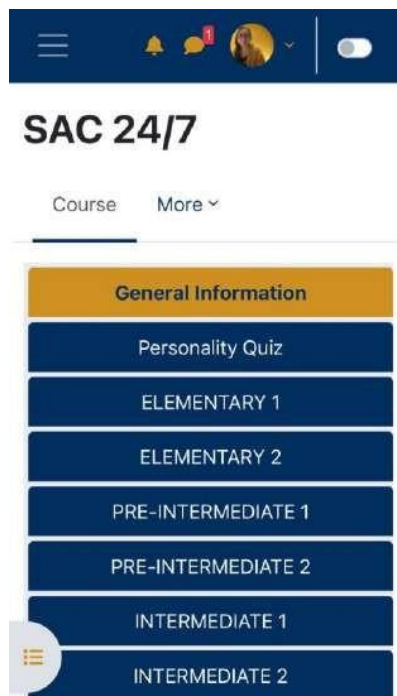 1
SAC 24/7
Course More
General Information
Personality Quiz
ELEMENTARY 1
ELEMENTARY 2
PRE-INTERMEDIATE 1
PRE-INTERMEDIATE 2
INTERMEDIATE 1
INTERMEDIATE 2